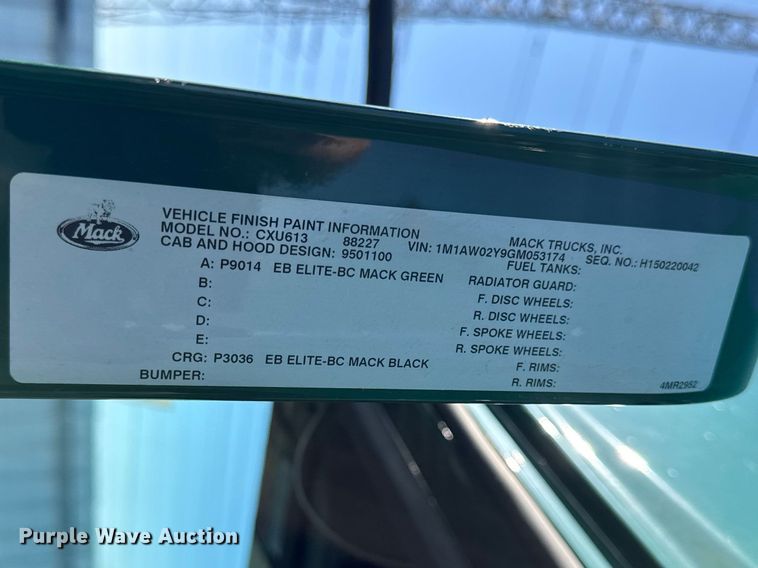 Mack
VEHICLE FINISH PAINT INFORMATION MACK TRUCKS, INC.
MODEL NO.: CXU613 88227 VIN: 1M1AW02Y9GM053174 SEQ. NO.: H150220042
CAB AND HOOD DESIGN: 9501100 FUEL TANKS:
A: P9014 EB ELITE-BC MACK GREEN RADIATOR GUARD:
B: F. DISC WHEELS:
C: R. DISC WHEELS:
D: F. SPOKE WHEELS:
E: R. SPOKE WHEELS:
CRG: P3036 EB ELITE-BC MACK BLACK F. RIMS:
BUMPER: R. RIMS:
4MR2952
Purple Wave Auction